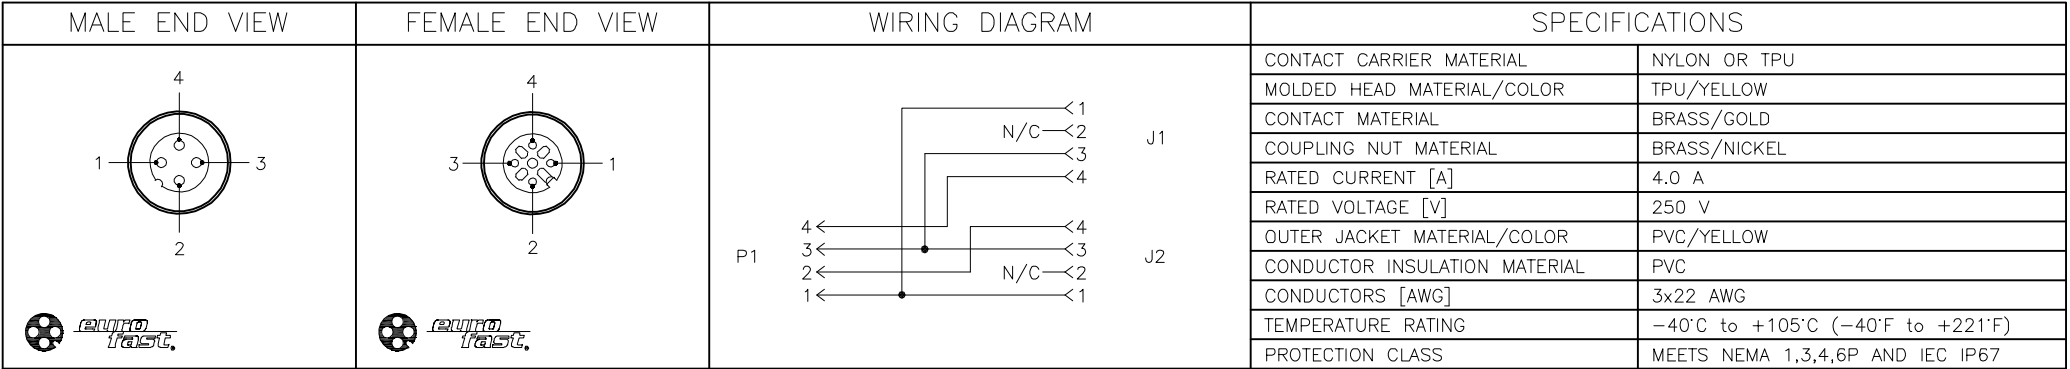 MALE END VIEW
4
1
3
2
euro
fast.
FEMALE END VIEW
4
3
1
2
euro
fast.
WIRING DIAGRAM
1
N/C 2
J1
3
4
4 4
P1 3 3 J2
2 N/C 2
1 1
SPECIFICATIONS
CONTACT CARRIER MATERIAL NYLON OR TPU
MOLDED HEAD MATERIAL/COLOR TPU/YELLOW
CONTACT MATERIAL BRASS/GOLD
COUPLING NUT MATERIAL BRASS/NICKEL
RATED CURRENT [A] 4.0 A
RATED VOLTAGE [V] 250 V
OUTER JACKET MATERIAL/COLOR PVC/YELLOW
CONDUCTOR INSULATION MATERIAL PVC
CONDUCTORS [AWG] 3x22 AWG
TEMPERATURE RATING -40°C to +105°C (-40°F to +221°F)
PROTECTION CLASS MEETS NEMA 1,3,4,6P AND IEC IP67